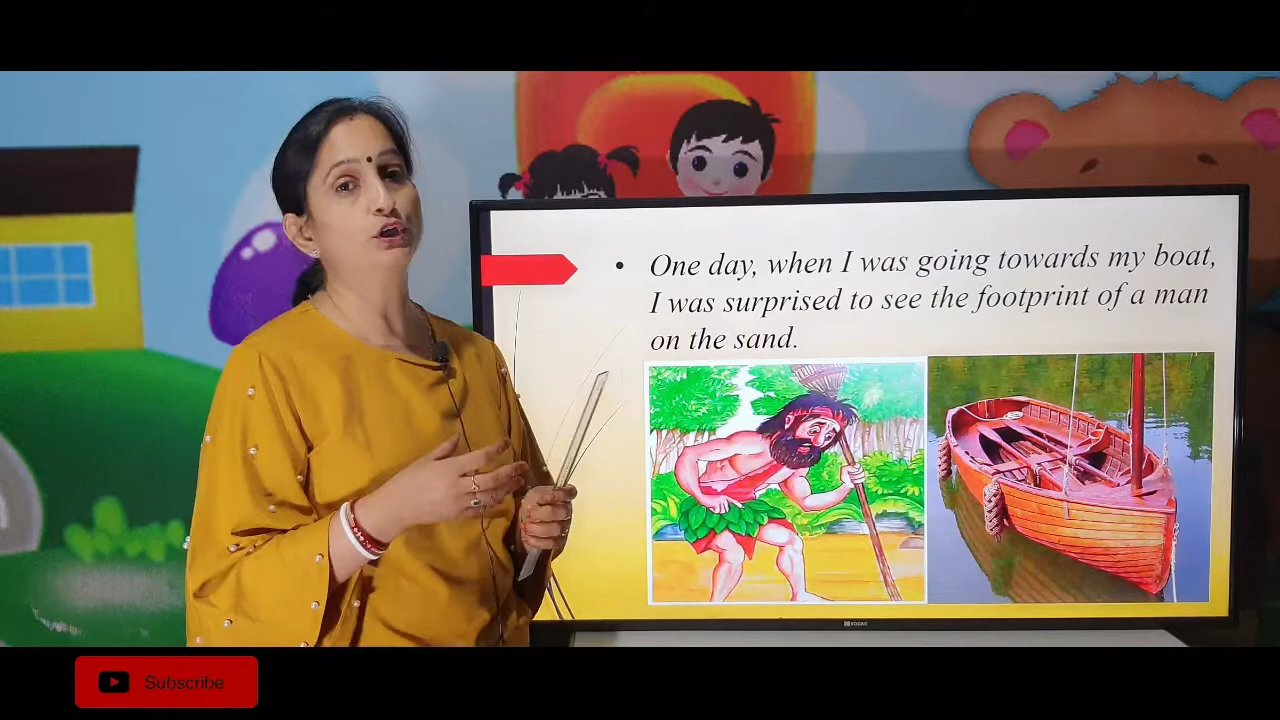 • One day, when I was going towards my boat,
I was surprised to see the footprint of a man
on the sand.
KODAK
Subscribe